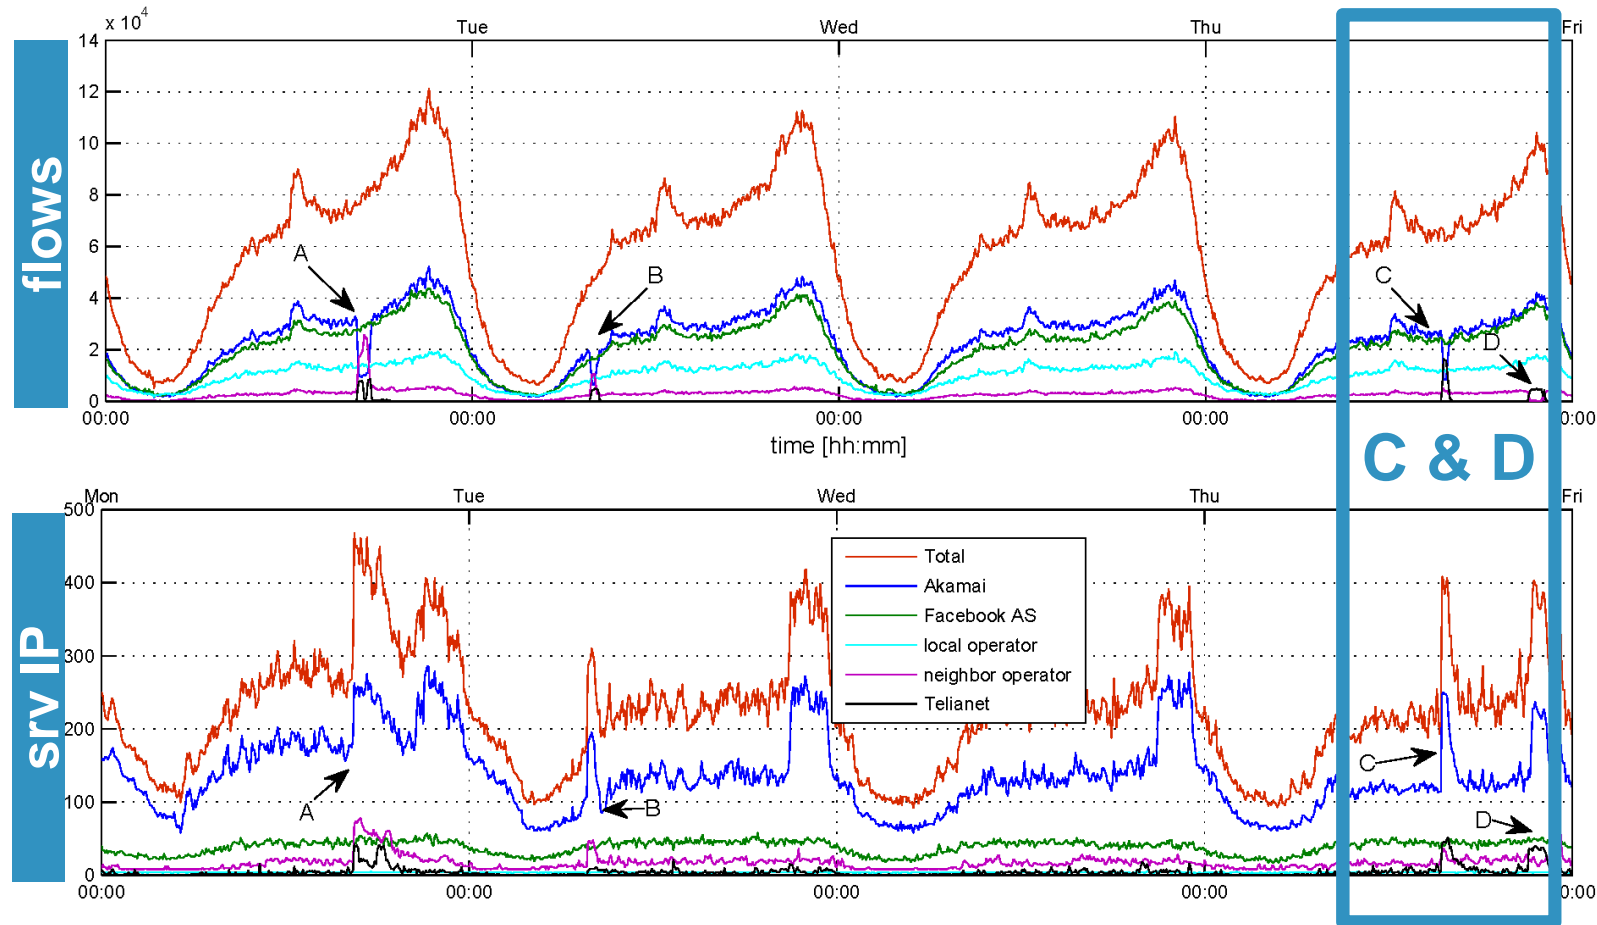 x 10⁴
Tue
Wed
Thu
Fri
14
12
10
8
6
4
2
0
flows
A
B
C
D
00:00
00:00
00:00
00:00
0:00
time [hh:mm]
C & D
Mon
Tue
Wed
Thu
Fri
500
400
300
200
100
0
srv IP
Total
Akamai
Facebook AS
local operator
neighbor operator
Telianet
A
B
C
D
00:00
00:00
00:00
00:00
0:00